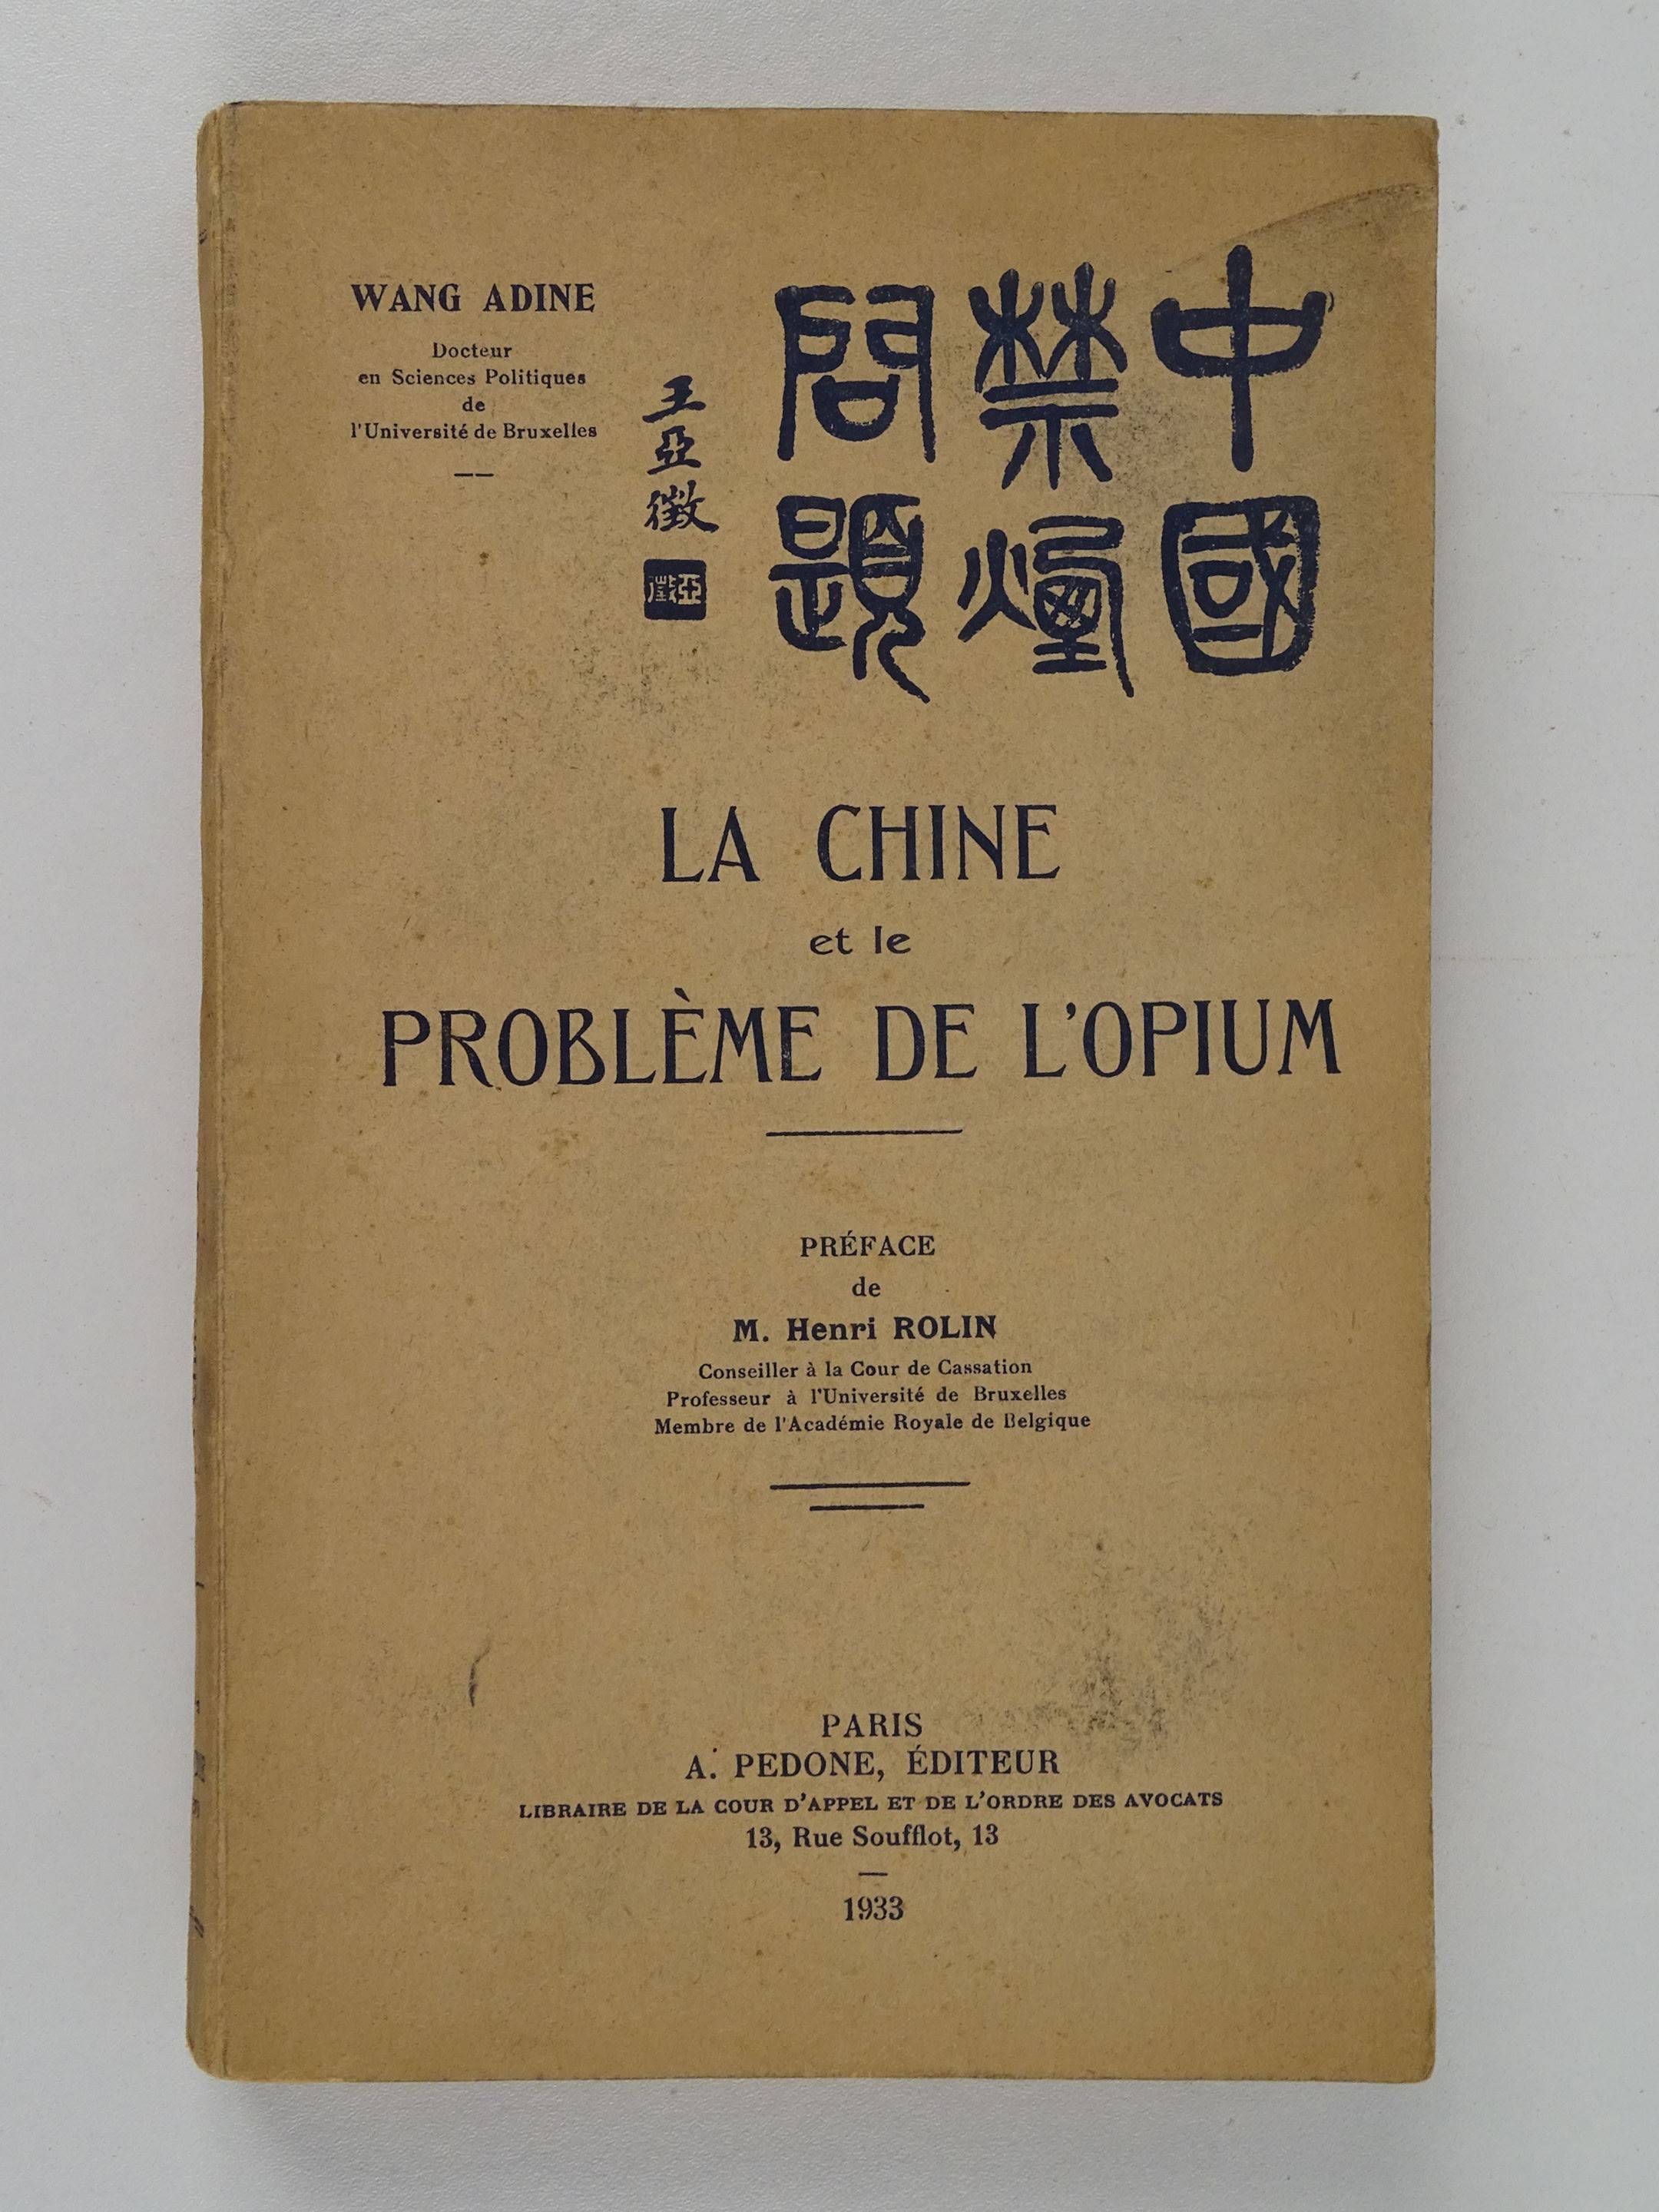 WANG ADINE
Docteur
en Sciences Politiques
de
l'Université de Bruxelles
中國
禁煙
問題
王亞徵
LA CHINE
et le
PROBLÈME DE L'OPIUM
PRÉFACE
de
M. Henri ROLIN
Conseiller à la Cour de Cassation
Professeur à l'Université de Bruxelles
Membre de l'Académie Royale de Belgique
PARIS
A. PEDONE, ÉDITEUR
LIBRAIRE DE LA COUR D'APPEL ET DE L'ORDRE DES AVOCATS
13, Rue Soufflot, 13
1933